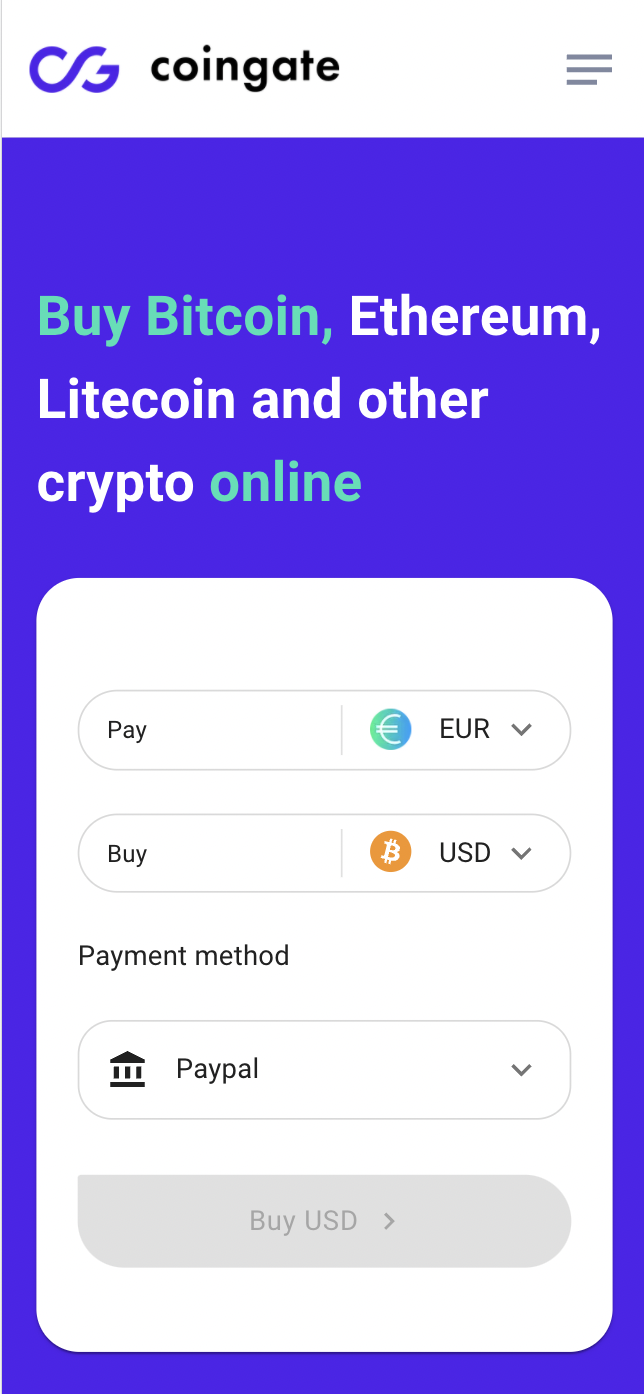 coingate
Buy Bitcoin, Ethereum,
Litecoin and other
crypto online
Pay EUR
Buy USD
Payment method
Paypal
Buy USD